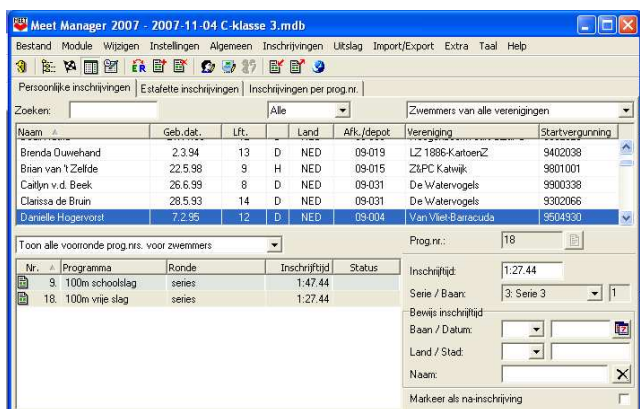 Meet Manager 2007 - 2007-11-04 C-klasse 3.mdb
Bestand Module Wijzigen Instellingen Algemeen Inschrijvingen Uitslag Import/Export Extra Taal Help
Persoonlijke inschrijvingen Estafette inschrijvingen Inschrijvingen per prog.nr.
Zoeken: Alle Zwemmers van alle verenigingen
Naam Geb.dat. Lft. Land Afk./depot Vereniging Startvergunning
Brenda Ouwehand 2.3.94 13 D NED 09-019 LZ 1886-KartoenZ 9402038
Brian van 't Zelfde 22.5.98 9 H NED 09-015 Z&PC Katwijk 9801001
Caitlyn v.d. Beek 26.6.99 8 D NED 09-031 De Watervogels 9900338
Clarissa de Bruin 28.5.93 14 D NED 09-031 De Watervogels 9302066
Danielle Hogervorst 7.2.95 12 D NED 09-004 Van Vliet-Barracuda 9504930
Toon alle voorronde prog.nrs. voor zwemmers
Prog.nr.: 18
Nr. Programma Ronde Inschrijftijd Status
9. 100m schoolslag series 1:47.44
18. 100m vrije slag series 1:27.44
Inschrijftijd: 1:27.44
Serie / Baan: 3: Serie 3 1
Bewijs inschrijftijd
Baan / Datum:
Land / Stad:
Naam:
Markeer als na-inschrijving